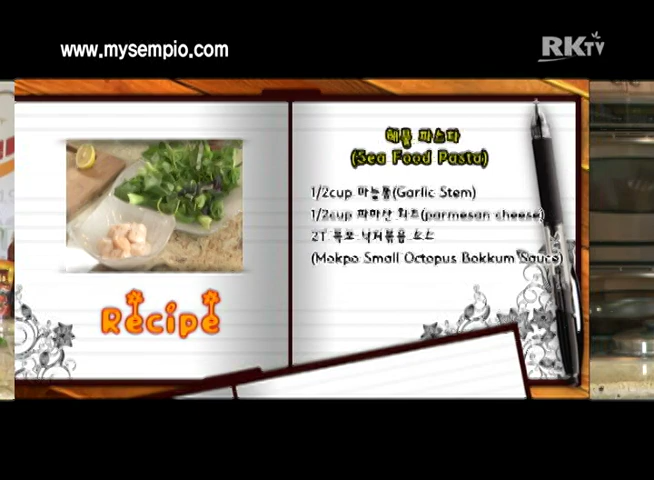 www.mysempio.com
RKTV
해물 파스타
(Sea Food Pasta)
1/2cup 마늘쫑(Garlic Stem)
1/2cup 파마산 치즈(parmesan cheese)
2T 목포 낙지볶음 소스
(Mokpo Small Octopus Bokkum Sauce)
Recipe